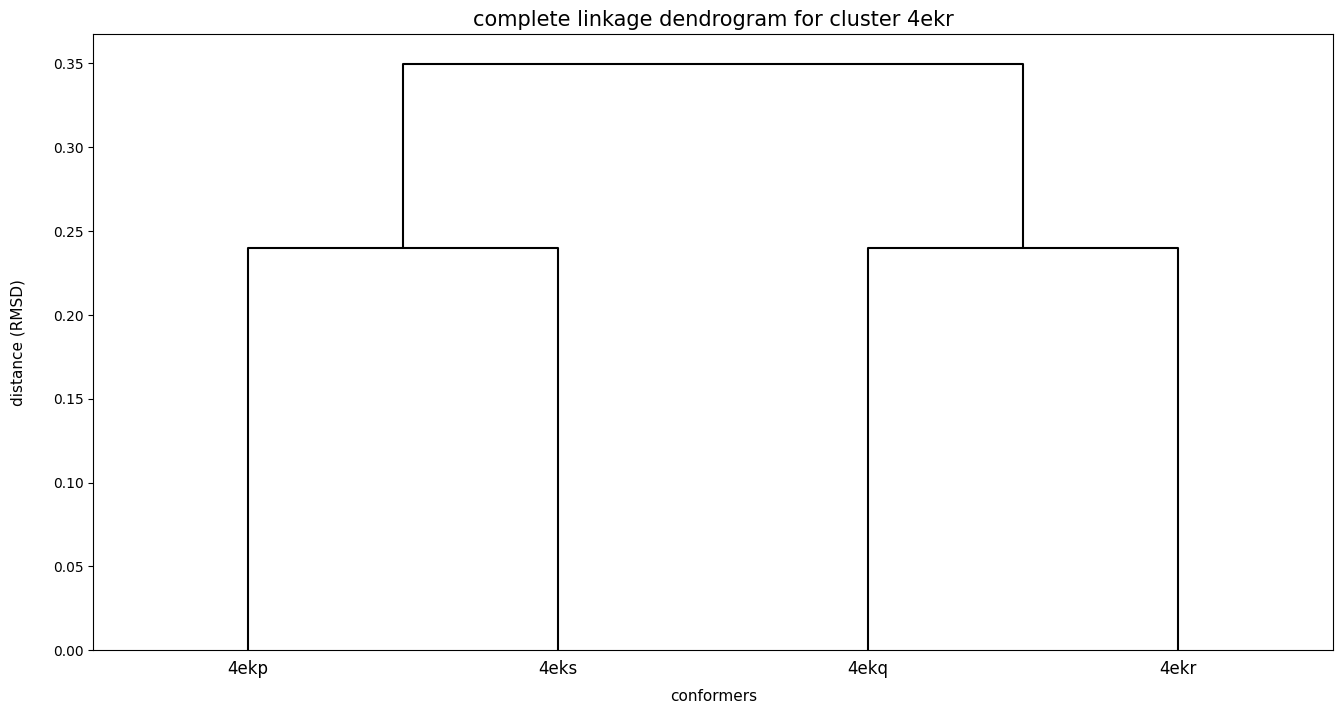 complete linkage dendrogram for cluster 4ekr
0.35
0.30
0.25
0.20
0.15
0.10
0.05
0.00
distance (RMSD)
4ekp 4eks 4ekq 4ekr
conformers